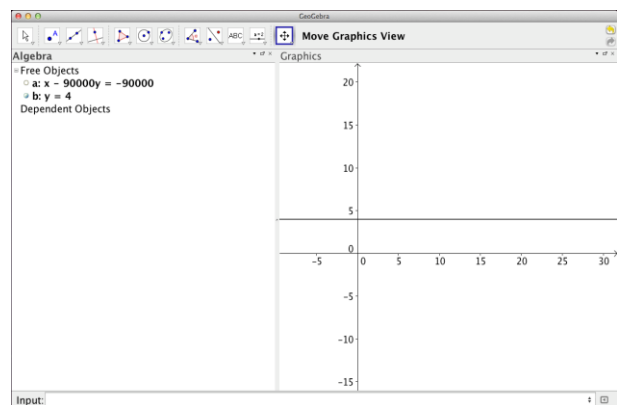 GeoGebra
ABC
a=2
Move Graphics View
Algebra
Graphics
Free Objects
a: x − 90000y = −90000
b: y = 4
Dependent Objects
20
15
10
5
0
−5
0
5
10
15
20
25
30
−5
−10
−15
Input: